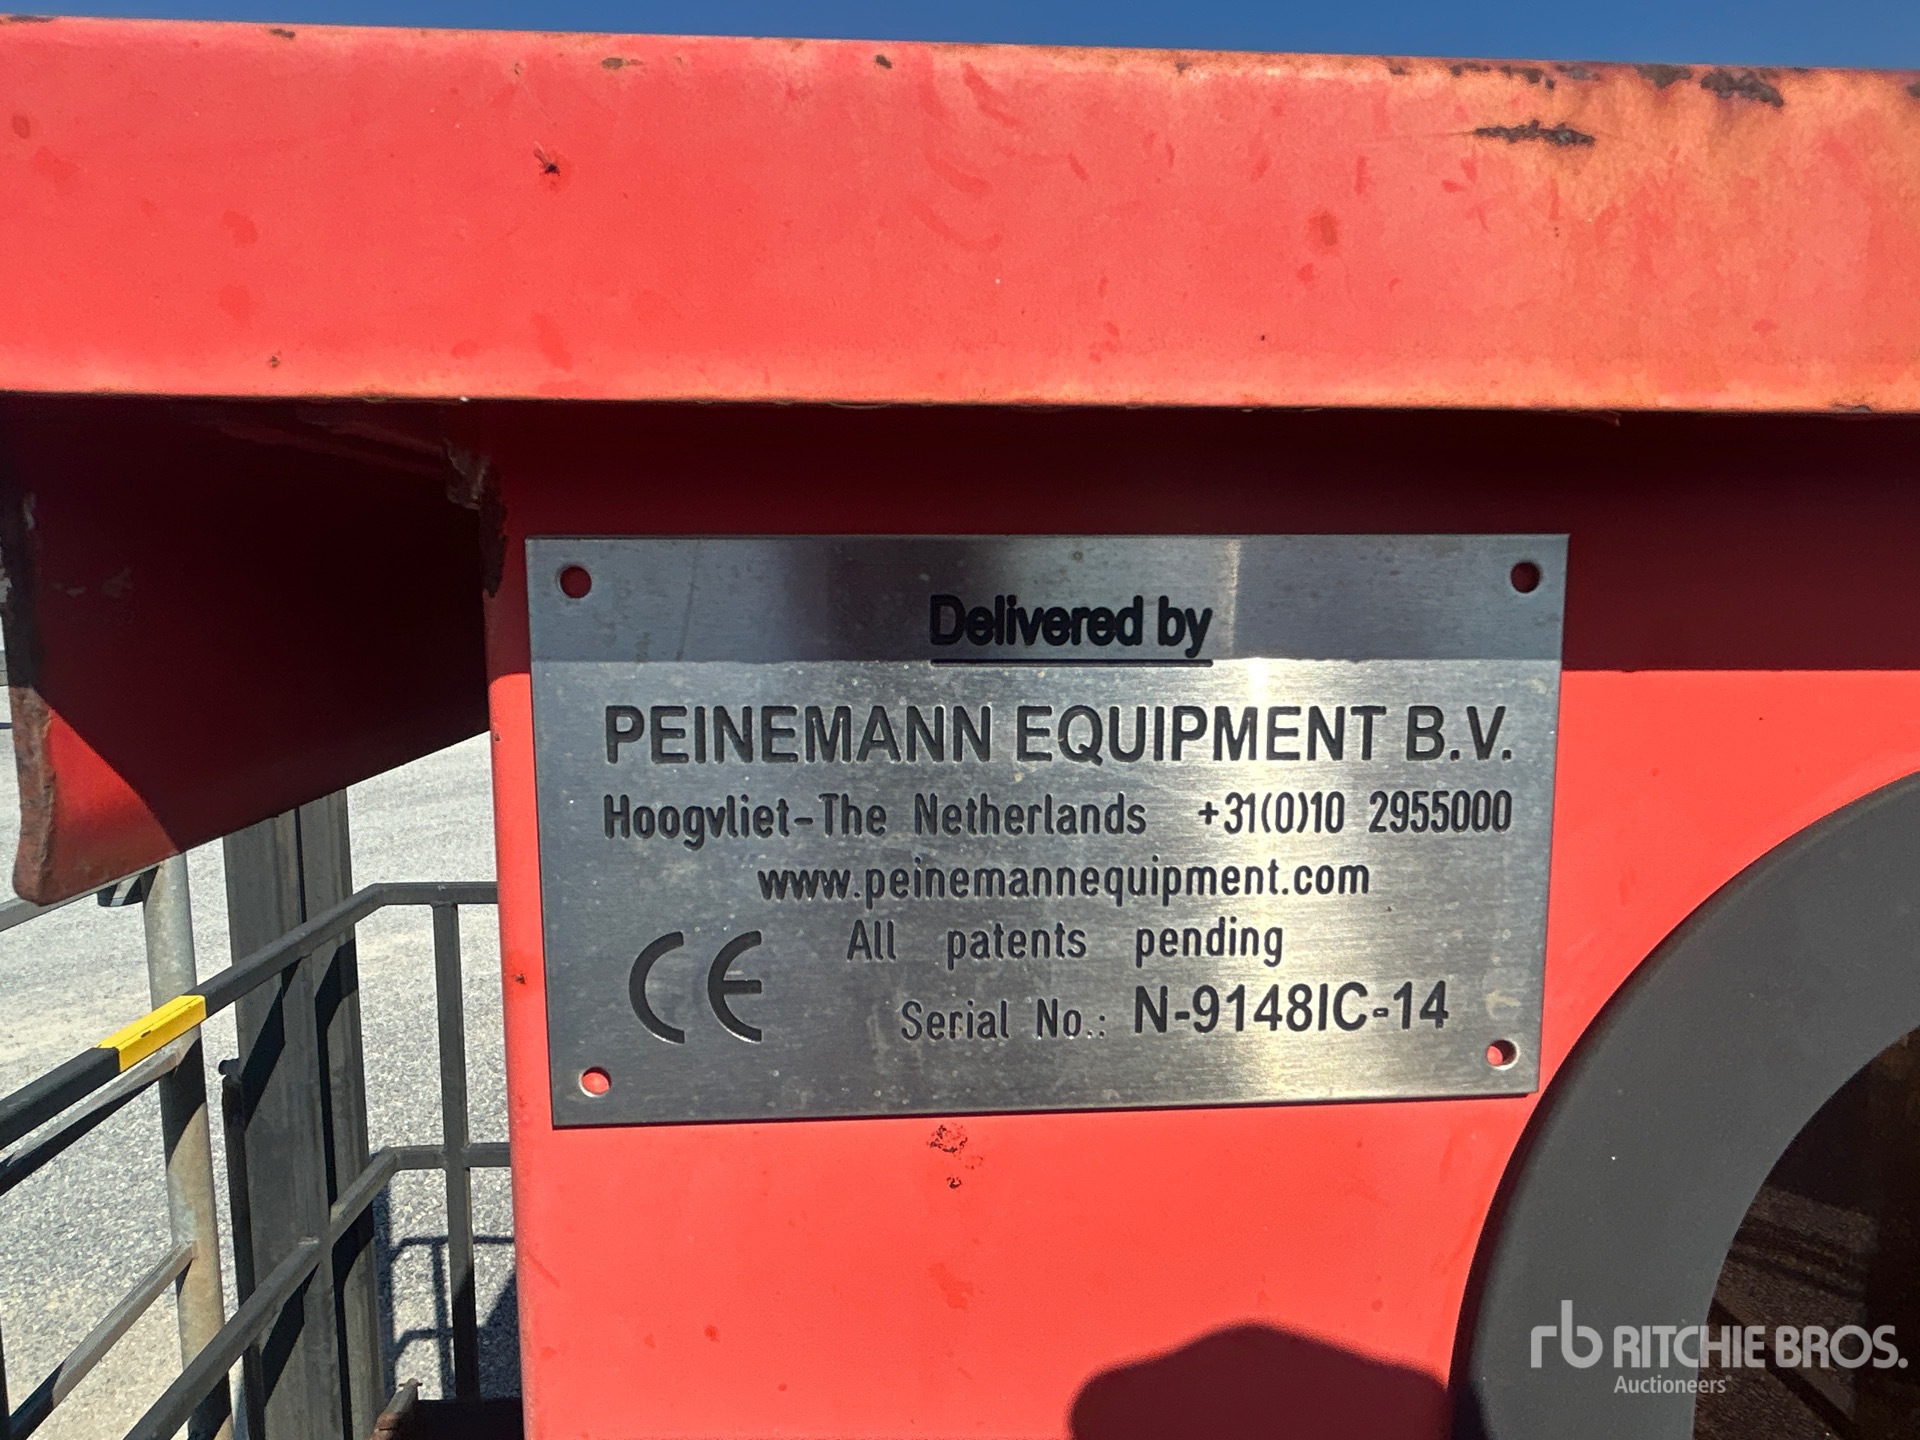 Delivered by
PEINEMANN EQUIPMENT B.V.
Hoogvliet-The Netherlands +31(0)10 2955000
www.peinemannequipment.com
All patents pending
CE
Serial No.: N-9148IC-14
rb RITCHIE BROS.
Auctioneers